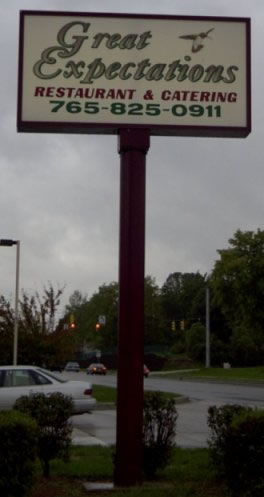 Great
Expectations
RESTAURANT & CATERING
765-825-0911